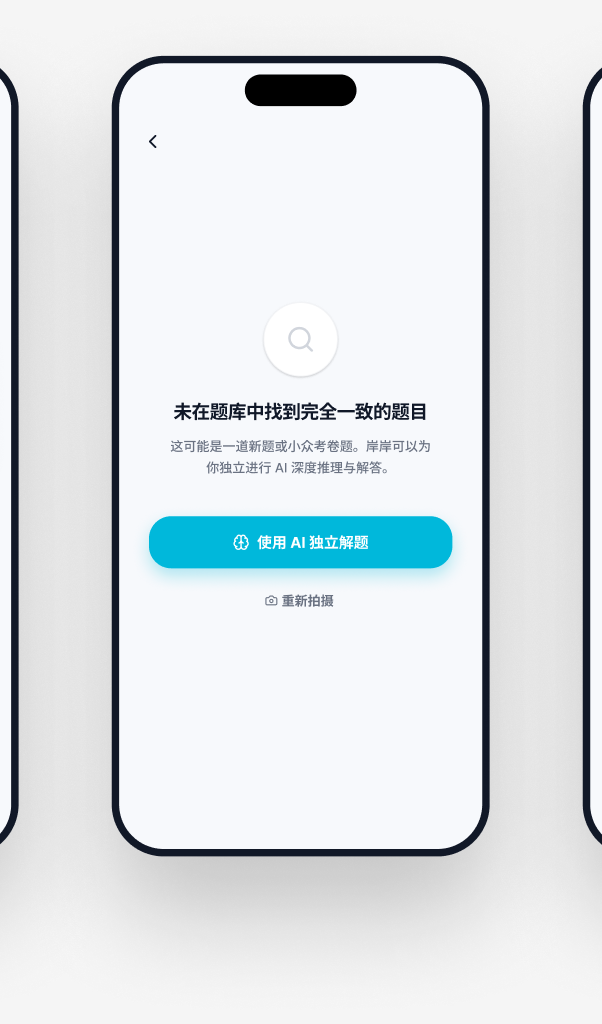 未在题库中找到完全一致的题目
这可能是一道新题或小众考卷题。岸岸可以为
你独立进行 AI 深度推理与解答。
使用 AI 独立解题
重新拍摄